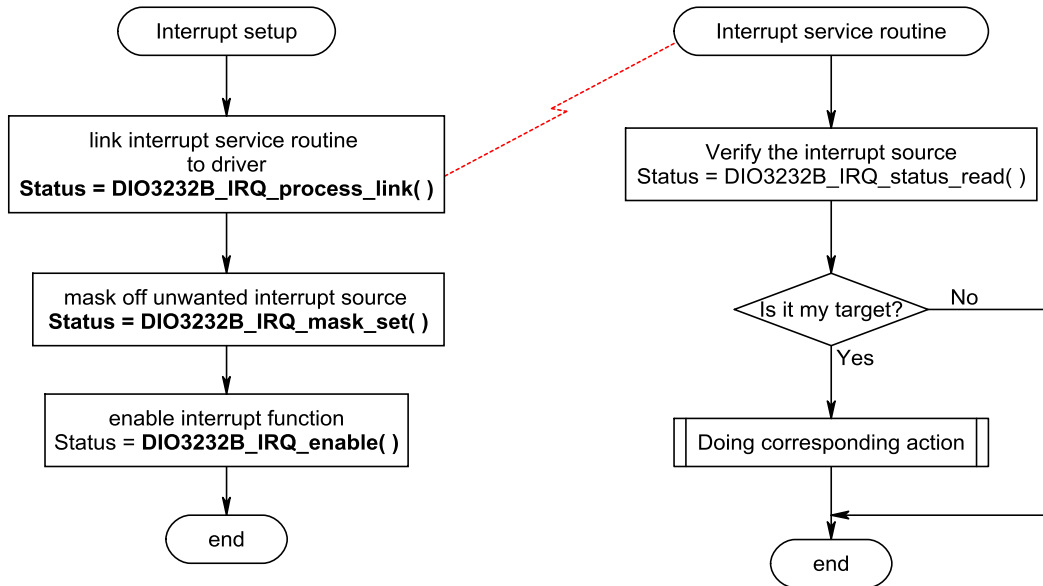 Interrupt setup
link interrupt service routine
to driver
Status = DIO3232B_IRQ_process_link( )
mask off unwanted interrupt source
Status = DIO3232B_IRQ_mask_set( )
enable interrupt function
Status = DIO3232B_IRQ_enable( )
end
Interrupt service routine
Verify the interrupt source
Status = DIO3232B_IRQ_status_read( )
Is it my target?
No
Yes
Doing corresponding action
end